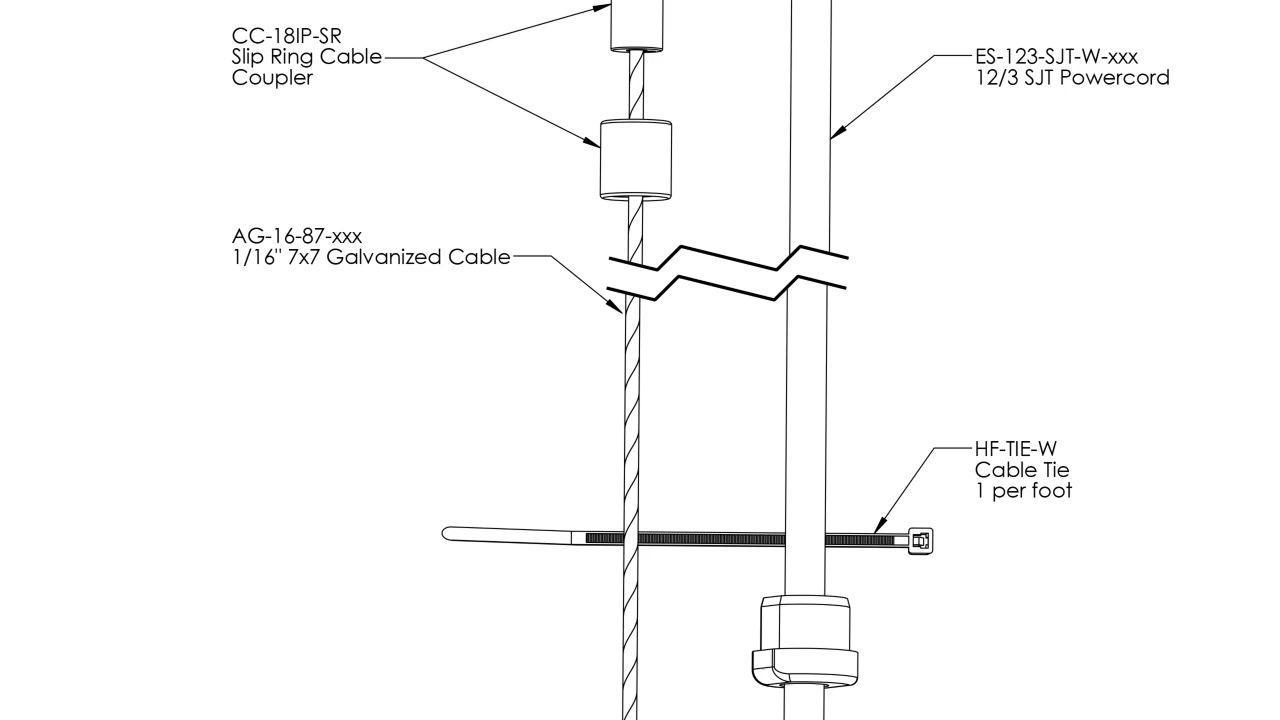 CC-18IP-SR
Slip Ring Cable
Coupler
ES-123-SJT-W-xxx
12/3 SJT Powercord
AG-16-87-xxx
1/16" 7x7 Galvanized Cable
HF-TIE-W
Cable Tie
1 per foot